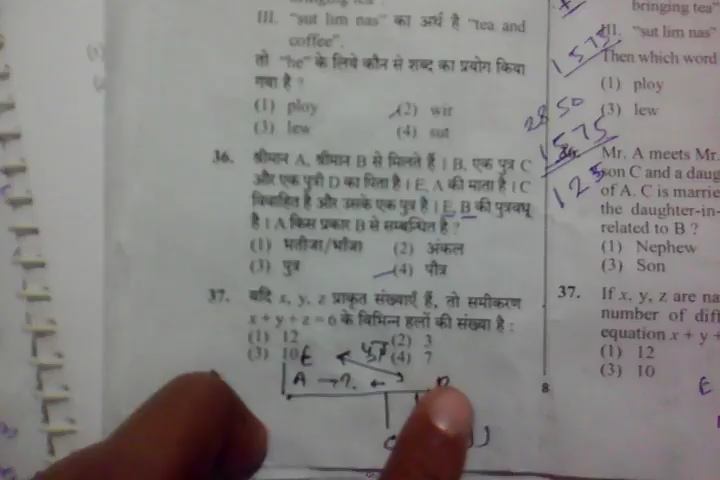 III. "sut lim nas" का अर्थ है "tea and
coffee".
तो "he" के लिये कौन से शब्द का प्रयोग किया
गया है ?
(1) ploy (2) wir
(3) lew (4) sut
36. श्रीमान A, श्रीमान B से मिलते हैं । B, एक पुत्र C
और एक पुत्री D का पिता है । E, A की माता है । C
विवाहित है और उसके एक पुत्र है । E, B की पुत्रवधू
है । A किस प्रकार B से सम्बन्धित है ?
(1) भतीजा/भाँजा (2) अंकल
(3) पुत्र (4) पौत्र
37. यदि x, y, z प्राकृत संख्याएँ हैं, तो समीकरण
x + y + z = 6 के विभिन्न हलों की संख्या है :
(1) 12 (2) 3
(3) 10 (4) 7
E
A
?
8
bringing tea"
III. "sut lim nas"
Then which word
(1) ploy
(3) lew
1575
2850
1575
125
Mr. A meets Mr.
son C and a daug
of A. C is marrie
the daughter-in-
related to B ?
(1) Nephew
(3) Son
37. If x, y, z are na
number of diff
equation x + y +
(1) 12
(3) 10
E